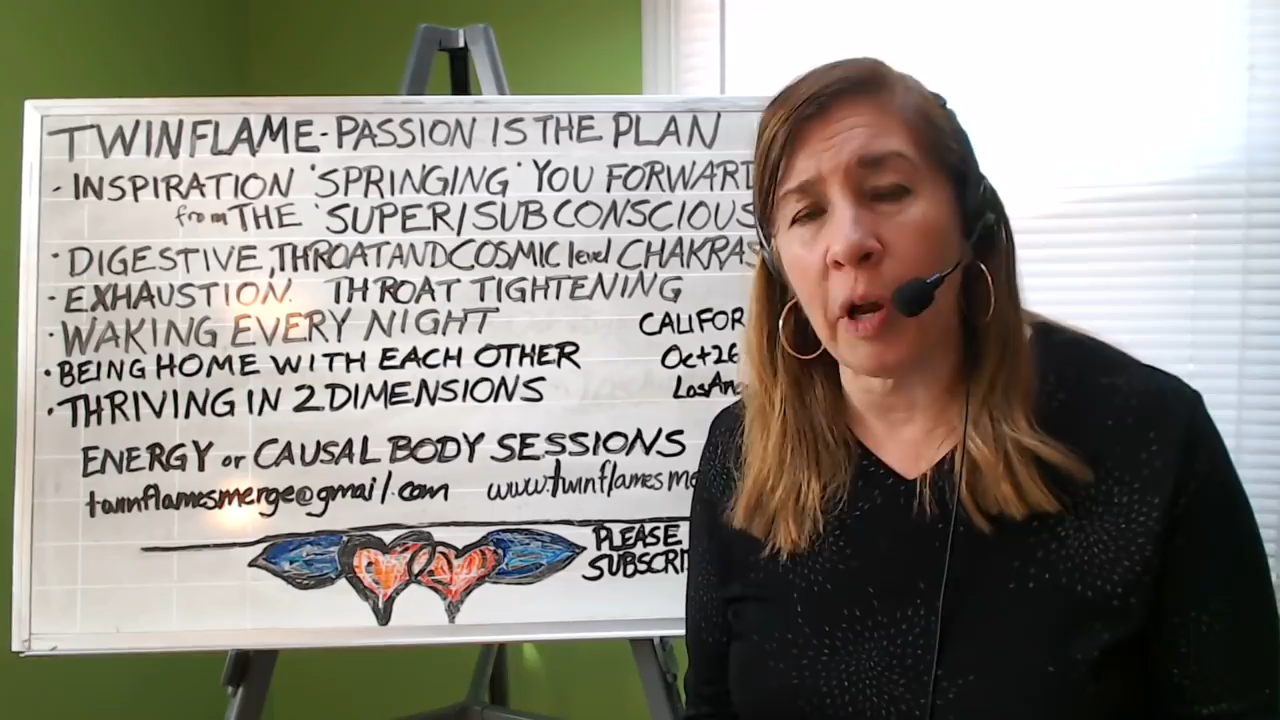 TWINFLAME-PASSION IS THE PLAN
- INSPIRATION 'SPRINGING' YOU FORWARD
from THE 'SUPER/SUBCONSCIOUS
· DIGESTIVE, THROAT AND COSMIC level CHAKRAS
· EXHAUSTION. THROAT TIGHTENING
· WAKING EVERY NIGHT
CALIFOR
· BEING HOME WITH EACH OTHER
Oct 26
· THRIVING IN 2 DIMENSIONS
Los An
ENERGY or CAUSAL BODY SESSIONS
twinflamesmerge@gmail.com www.twinflamesme
PLEASE
SUBSCRI